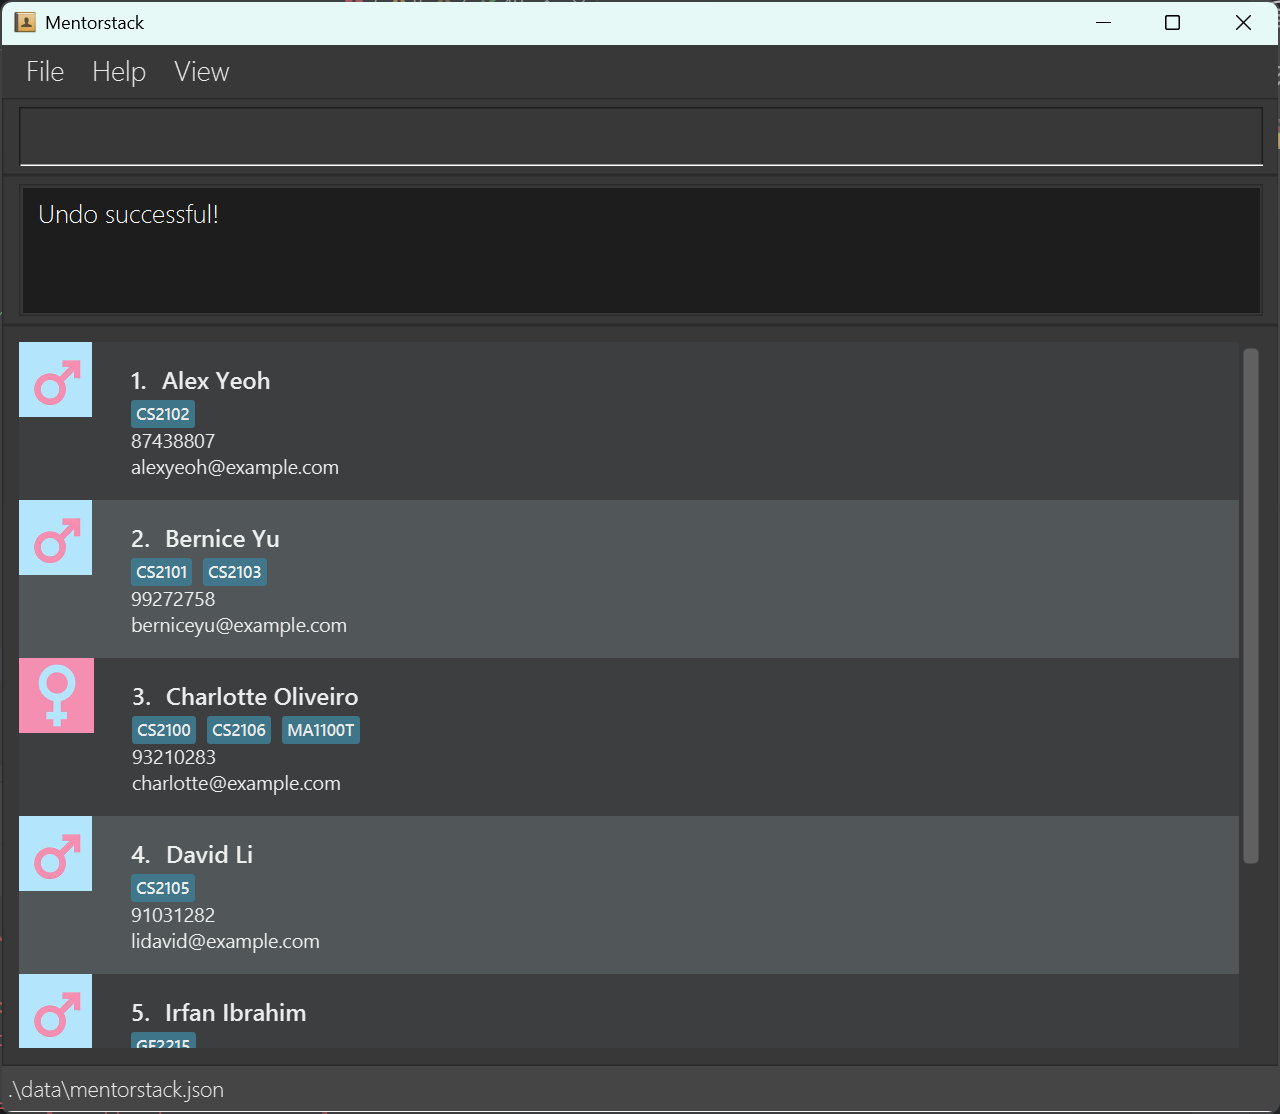 Mentorstack
File Help View
Undo successful!
1. Alex Yeoh
CS2102
87438807
alexyeoh@example.com
2. Bernice Yu
CS2101 CS2103
99272758
berniceyu@example.com
3. Charlotte Oliveiro
CS2100 CS2106 MA1100T
93210283
charlotte@example.com
4. David Li
CS2105
91031282
lidavid@example.com
5. Irfan Ibrahim
.\data\mentorstack.json